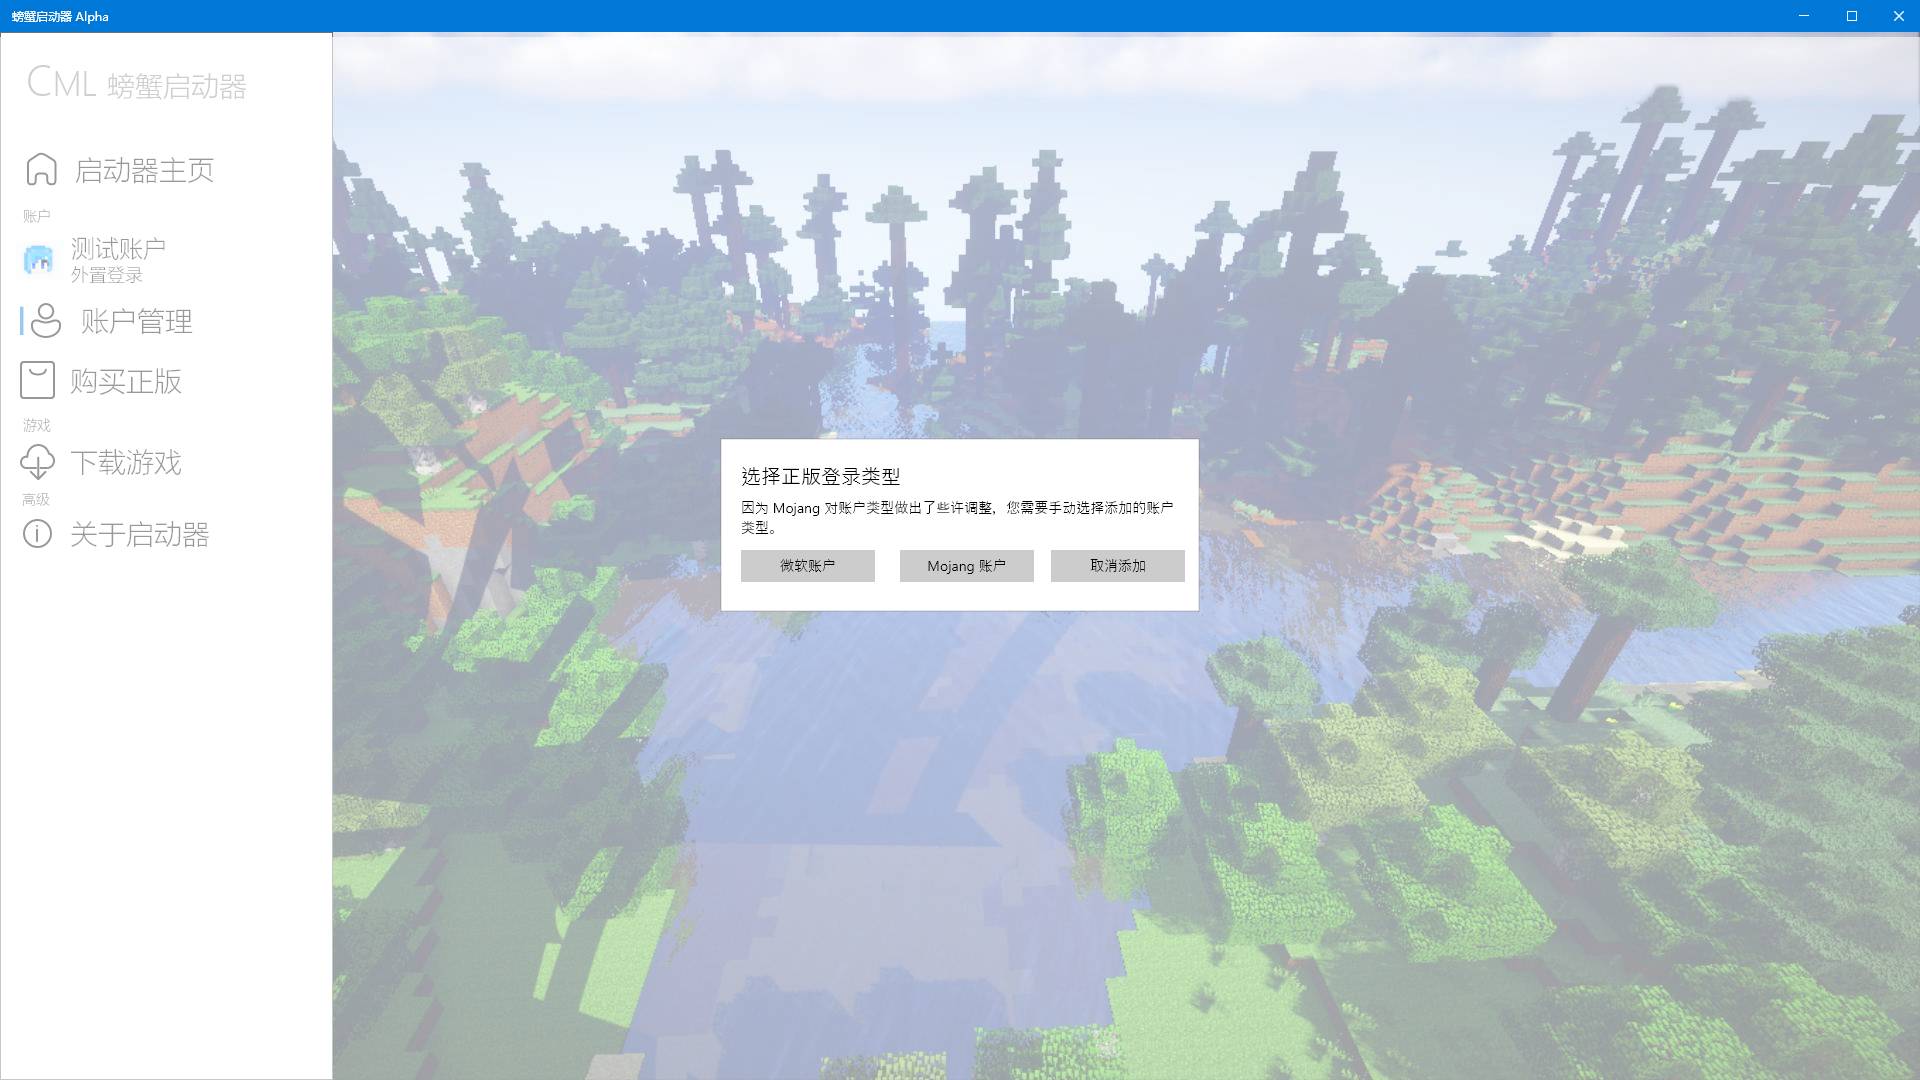 螃蟹启动器 Alpha
CML 螃蟹启动器
启动器主页
账户
测试账户
外置登录
账户管理
购买正版
游戏
下载游戏
高级
关于启动器
选择正版登录类型
因为 Mojang 对账户类型做出了些许调整，您需要手动选择添加的账户
类型。
微软账户
Mojang 账户
取消添加